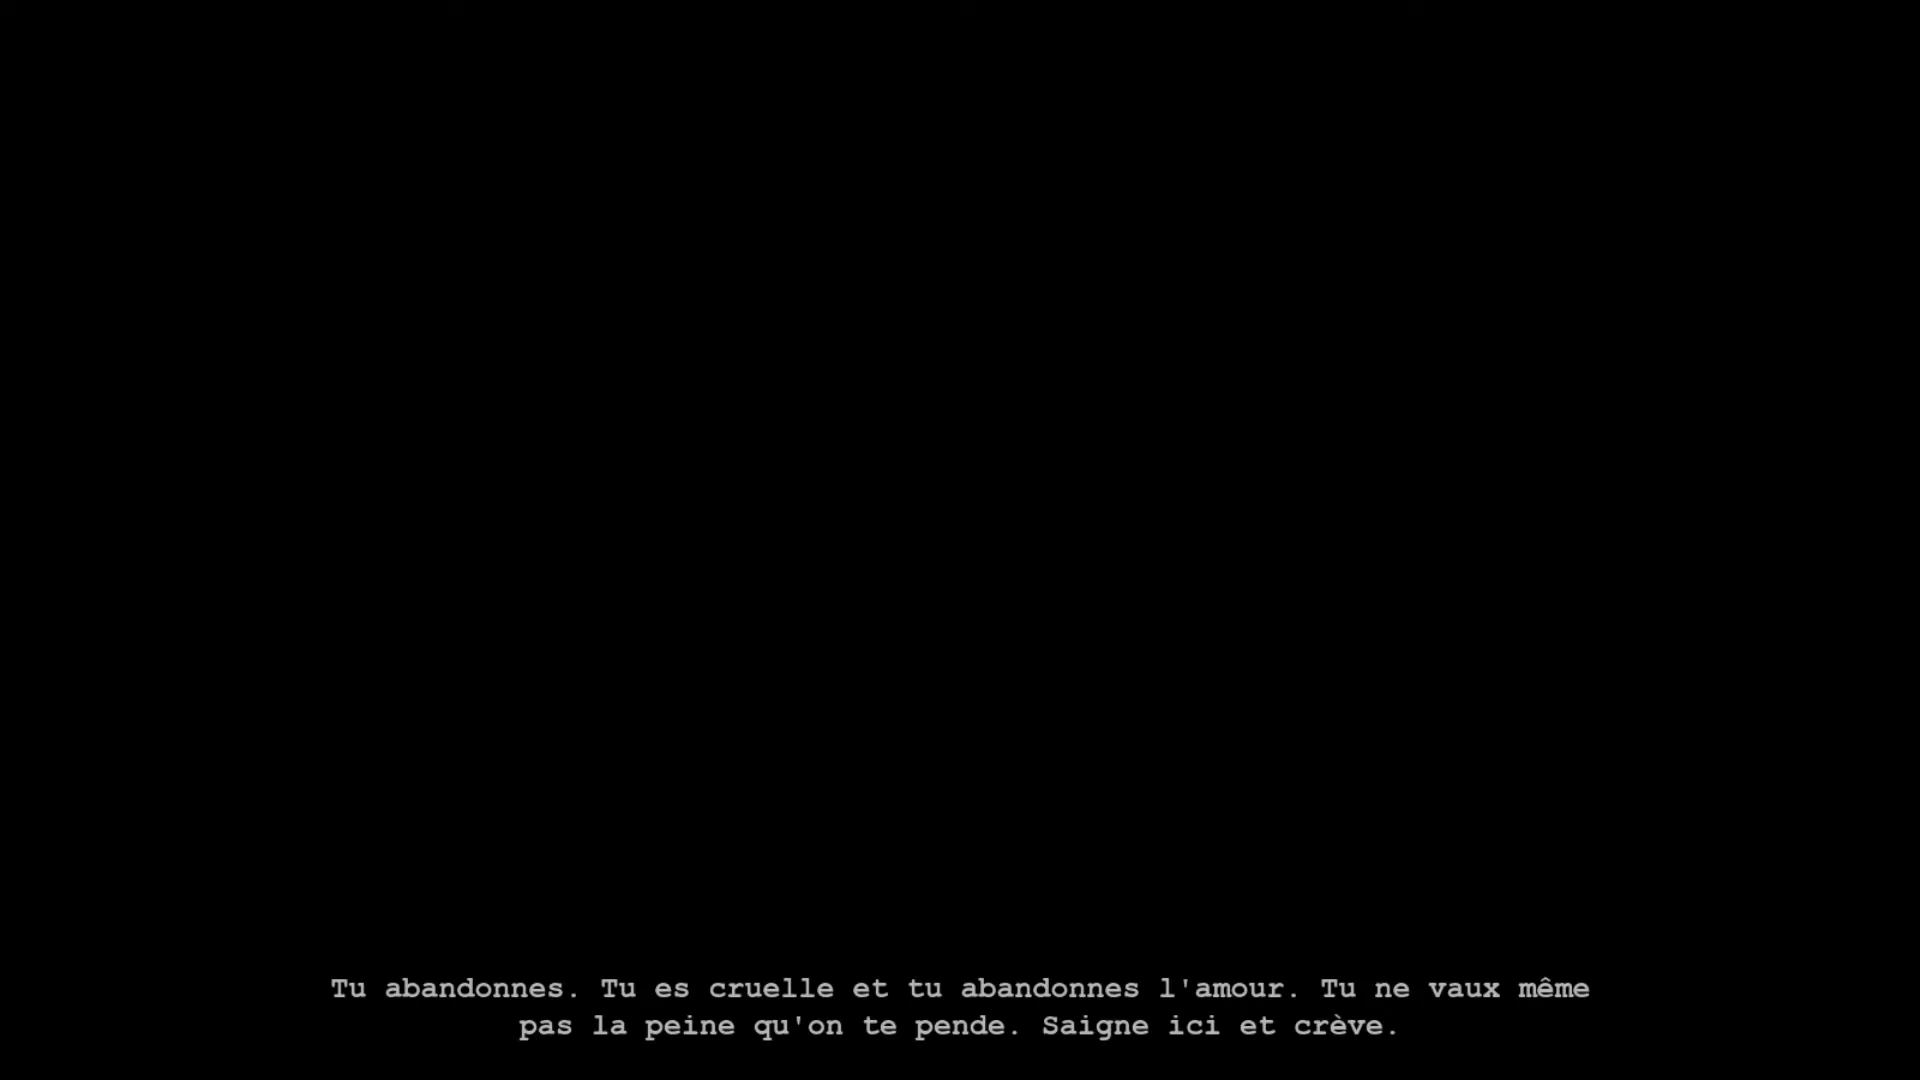 Tu abandonnes. Tu es cruelle et tu abandonnes l'amour. Tu ne vaux même
pas la peine qu'on te pende. Saigne ici et crève.